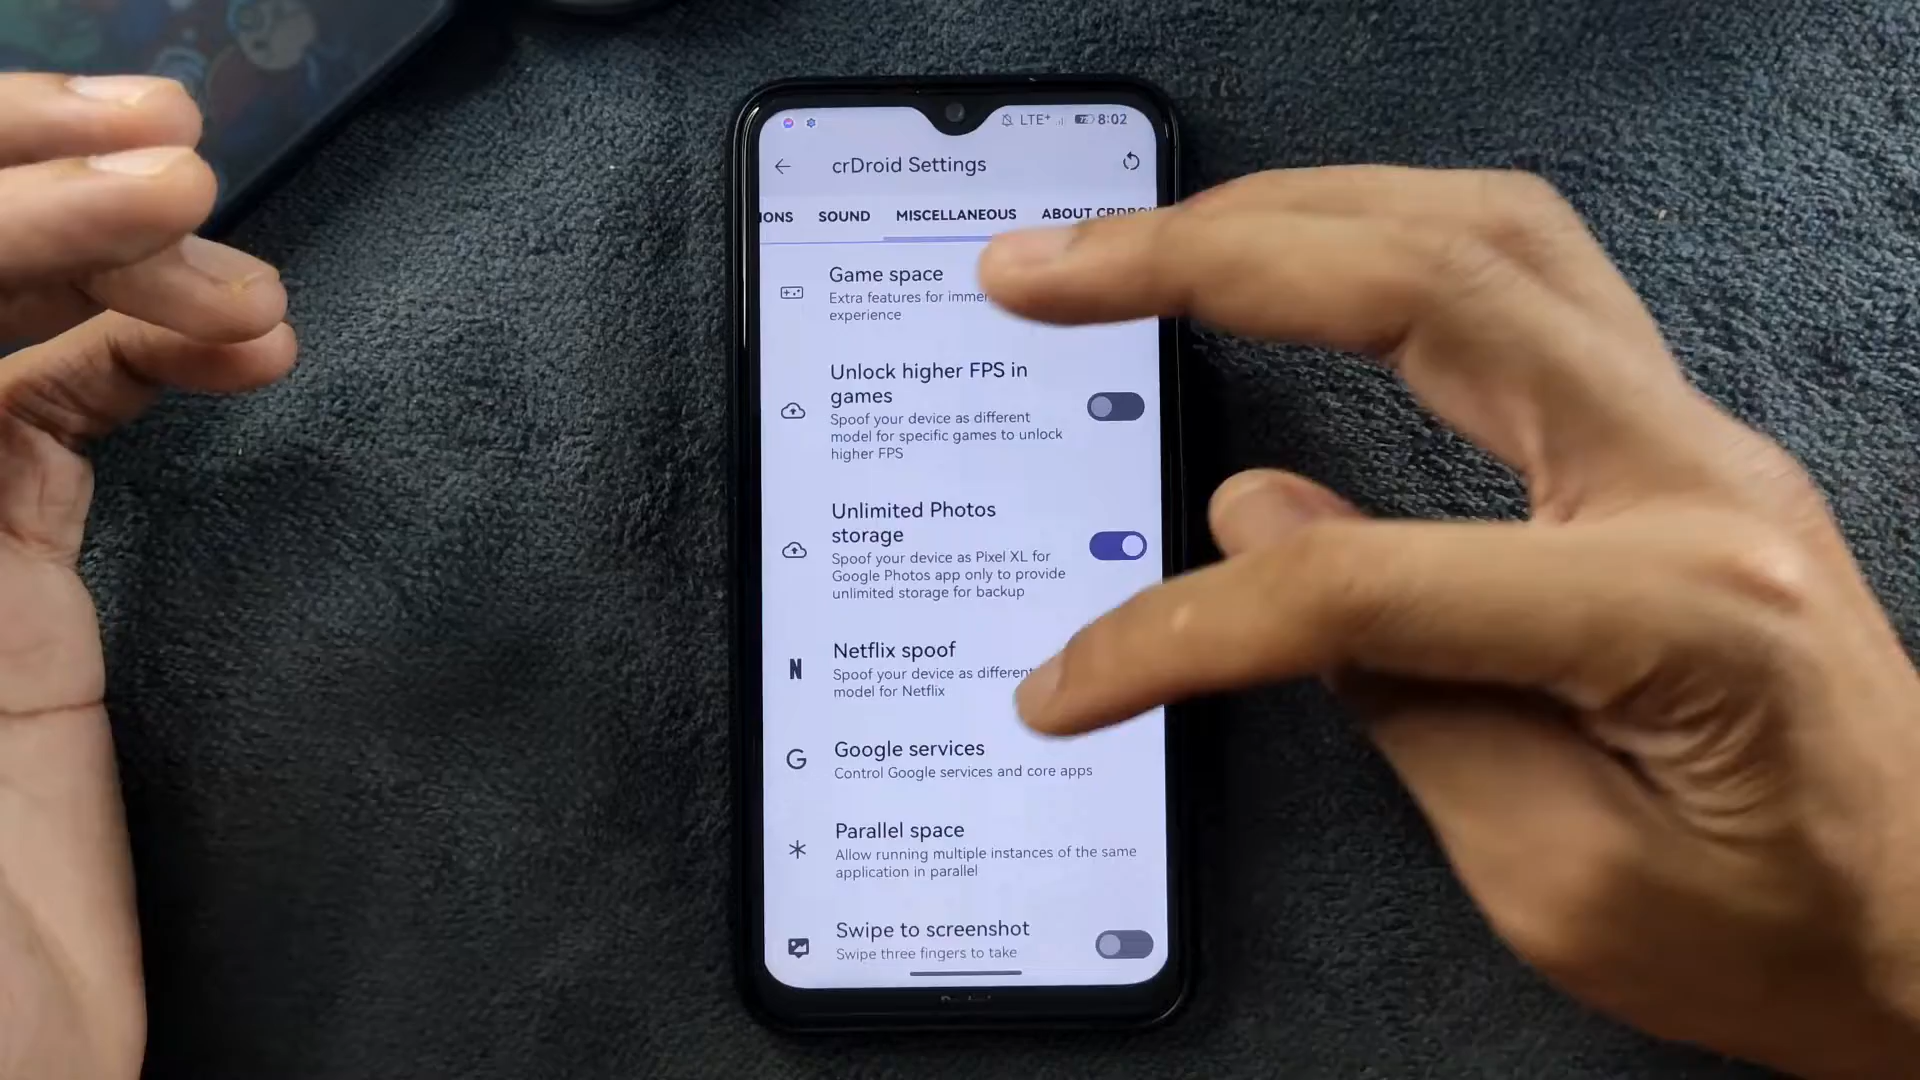 LTE+ 8:02
crDroid Settings
IONS SOUND MISCELLANEOUS ABOUT CRDROI
Game space
Extra features for immer
experience
Unlock higher FPS in
games
Spoof your device as different
model for specific games to unlock
higher FPS
Unlimited Photos
storage
Spoof your device as Pixel XL for
Google Photos app only to provide
unlimited storage for backup
Netflix spoof
Spoof your device as different
model for Netflix
Google services
Control Google services and core apps
Parallel space
Allow running multiple instances of the same
application in parallel
Swipe to screenshot
Swipe three fingers to take